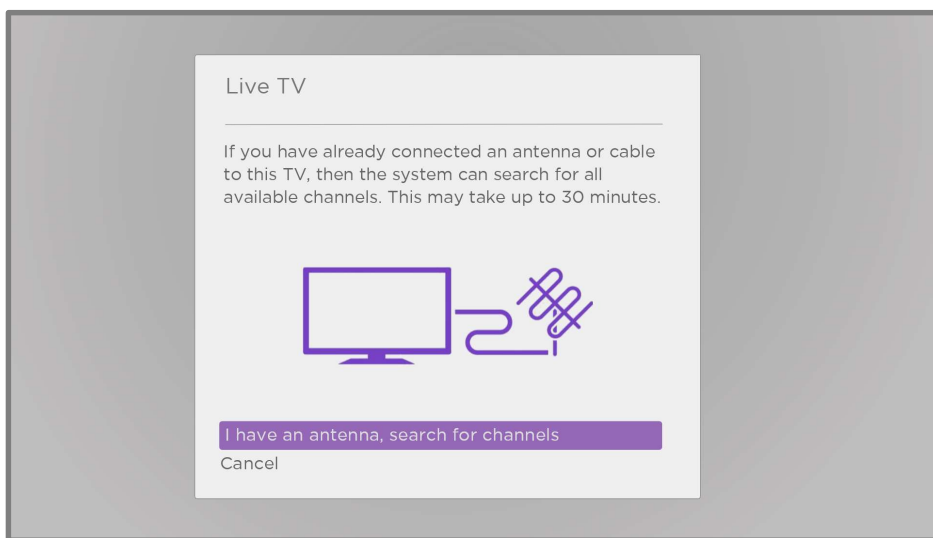 Live TV
If you have already connected an antenna or cable
to this TV, then the system can search for all
available channels. This may take up to 30 minutes.
I have an antenna, search for channels
Cancel